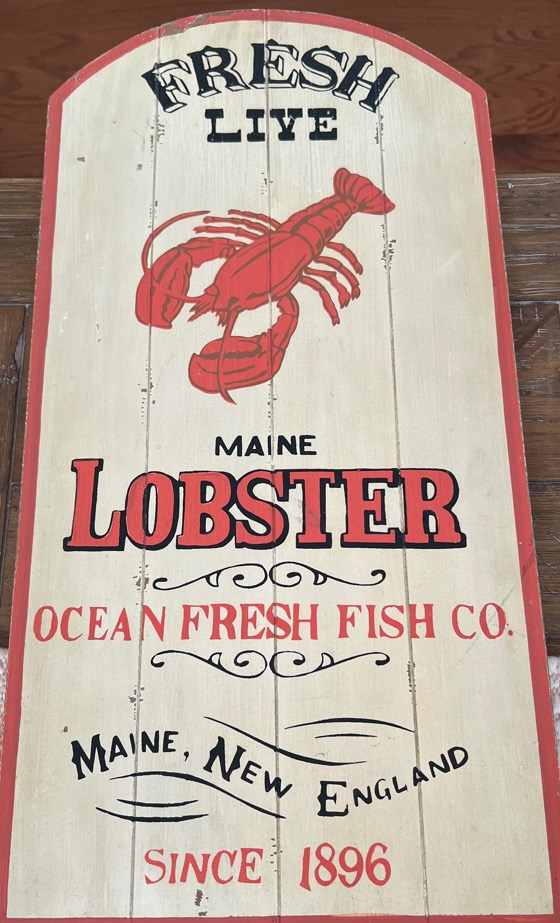 FRESH
LIVE
MAINE
LOBSTER
OCEAN FRESH FISH CO.
MAINE, NEW ENGLAND
SINCE 1896